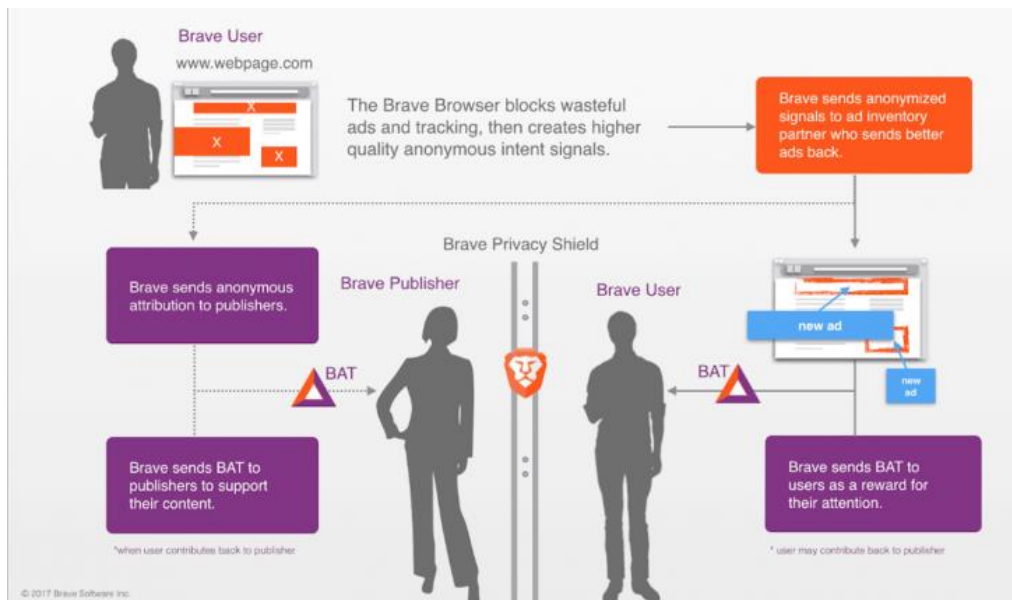 Brave User
www.webpage.com
X
X
X
The Brave Browser blocks wasteful
ads and tracking, then creates higher
quality anonymous intent signals.
Brave sends anonymized
signals to ad inventory
partner who sends better
ads back.
Brave Privacy Shield
Brave sends anonymous
attribution to publishers.
Brave Publisher
BAT
Brave sends BAT to
publishers to support
their content.
*when user contributes back to publisher
Brave User
BAT
new ad
new
ad
Brave sends BAT to
users as a reward for
their attention.
* user may contribute back to publisher
© 2017 Brave Software Inc.